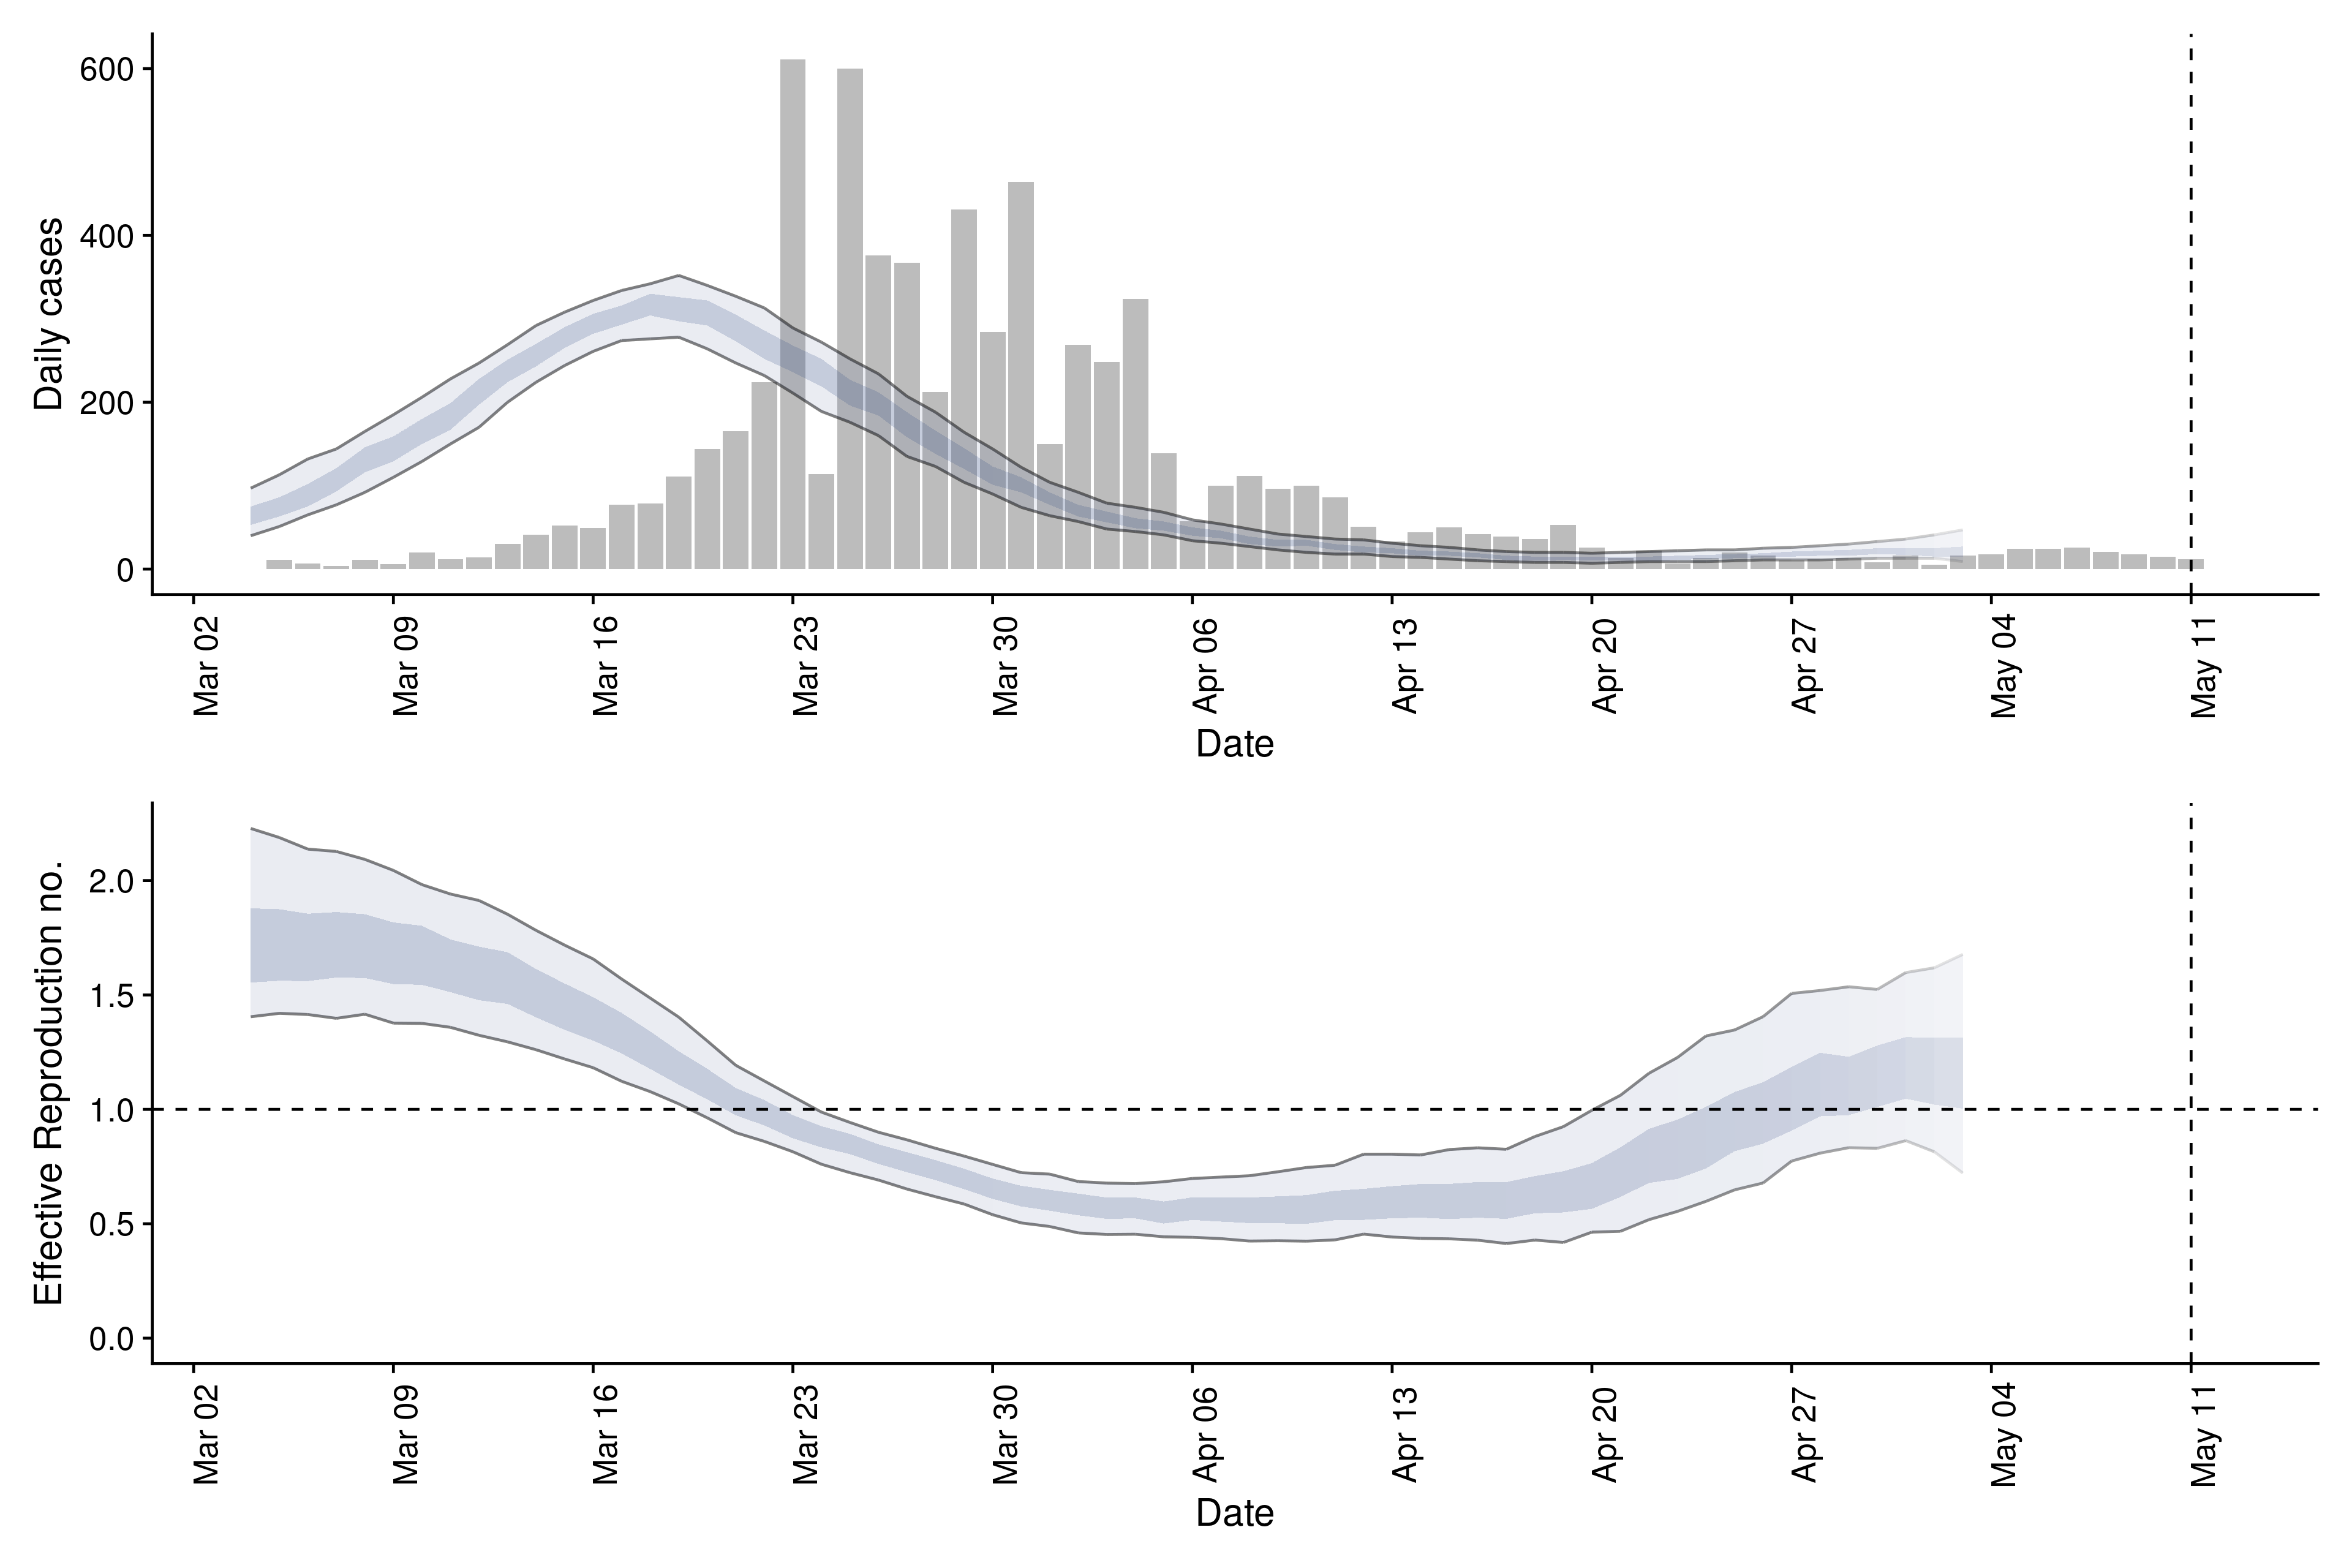 Daily cases
600
400
200
0
Mar 02
Mar 09
Mar 16
Mar 23
Mar 30
Apr 06
Apr 13
Apr 20
Apr 27
May 04
May 11
Date
Effective Reproduction no.
2.0
1.5
1.0
0.5
0.0
Mar 02
Mar 09
Mar 16
Mar 23
Mar 30
Apr 06
Apr 13
Apr 20
Apr 27
May 04
May 11
Date